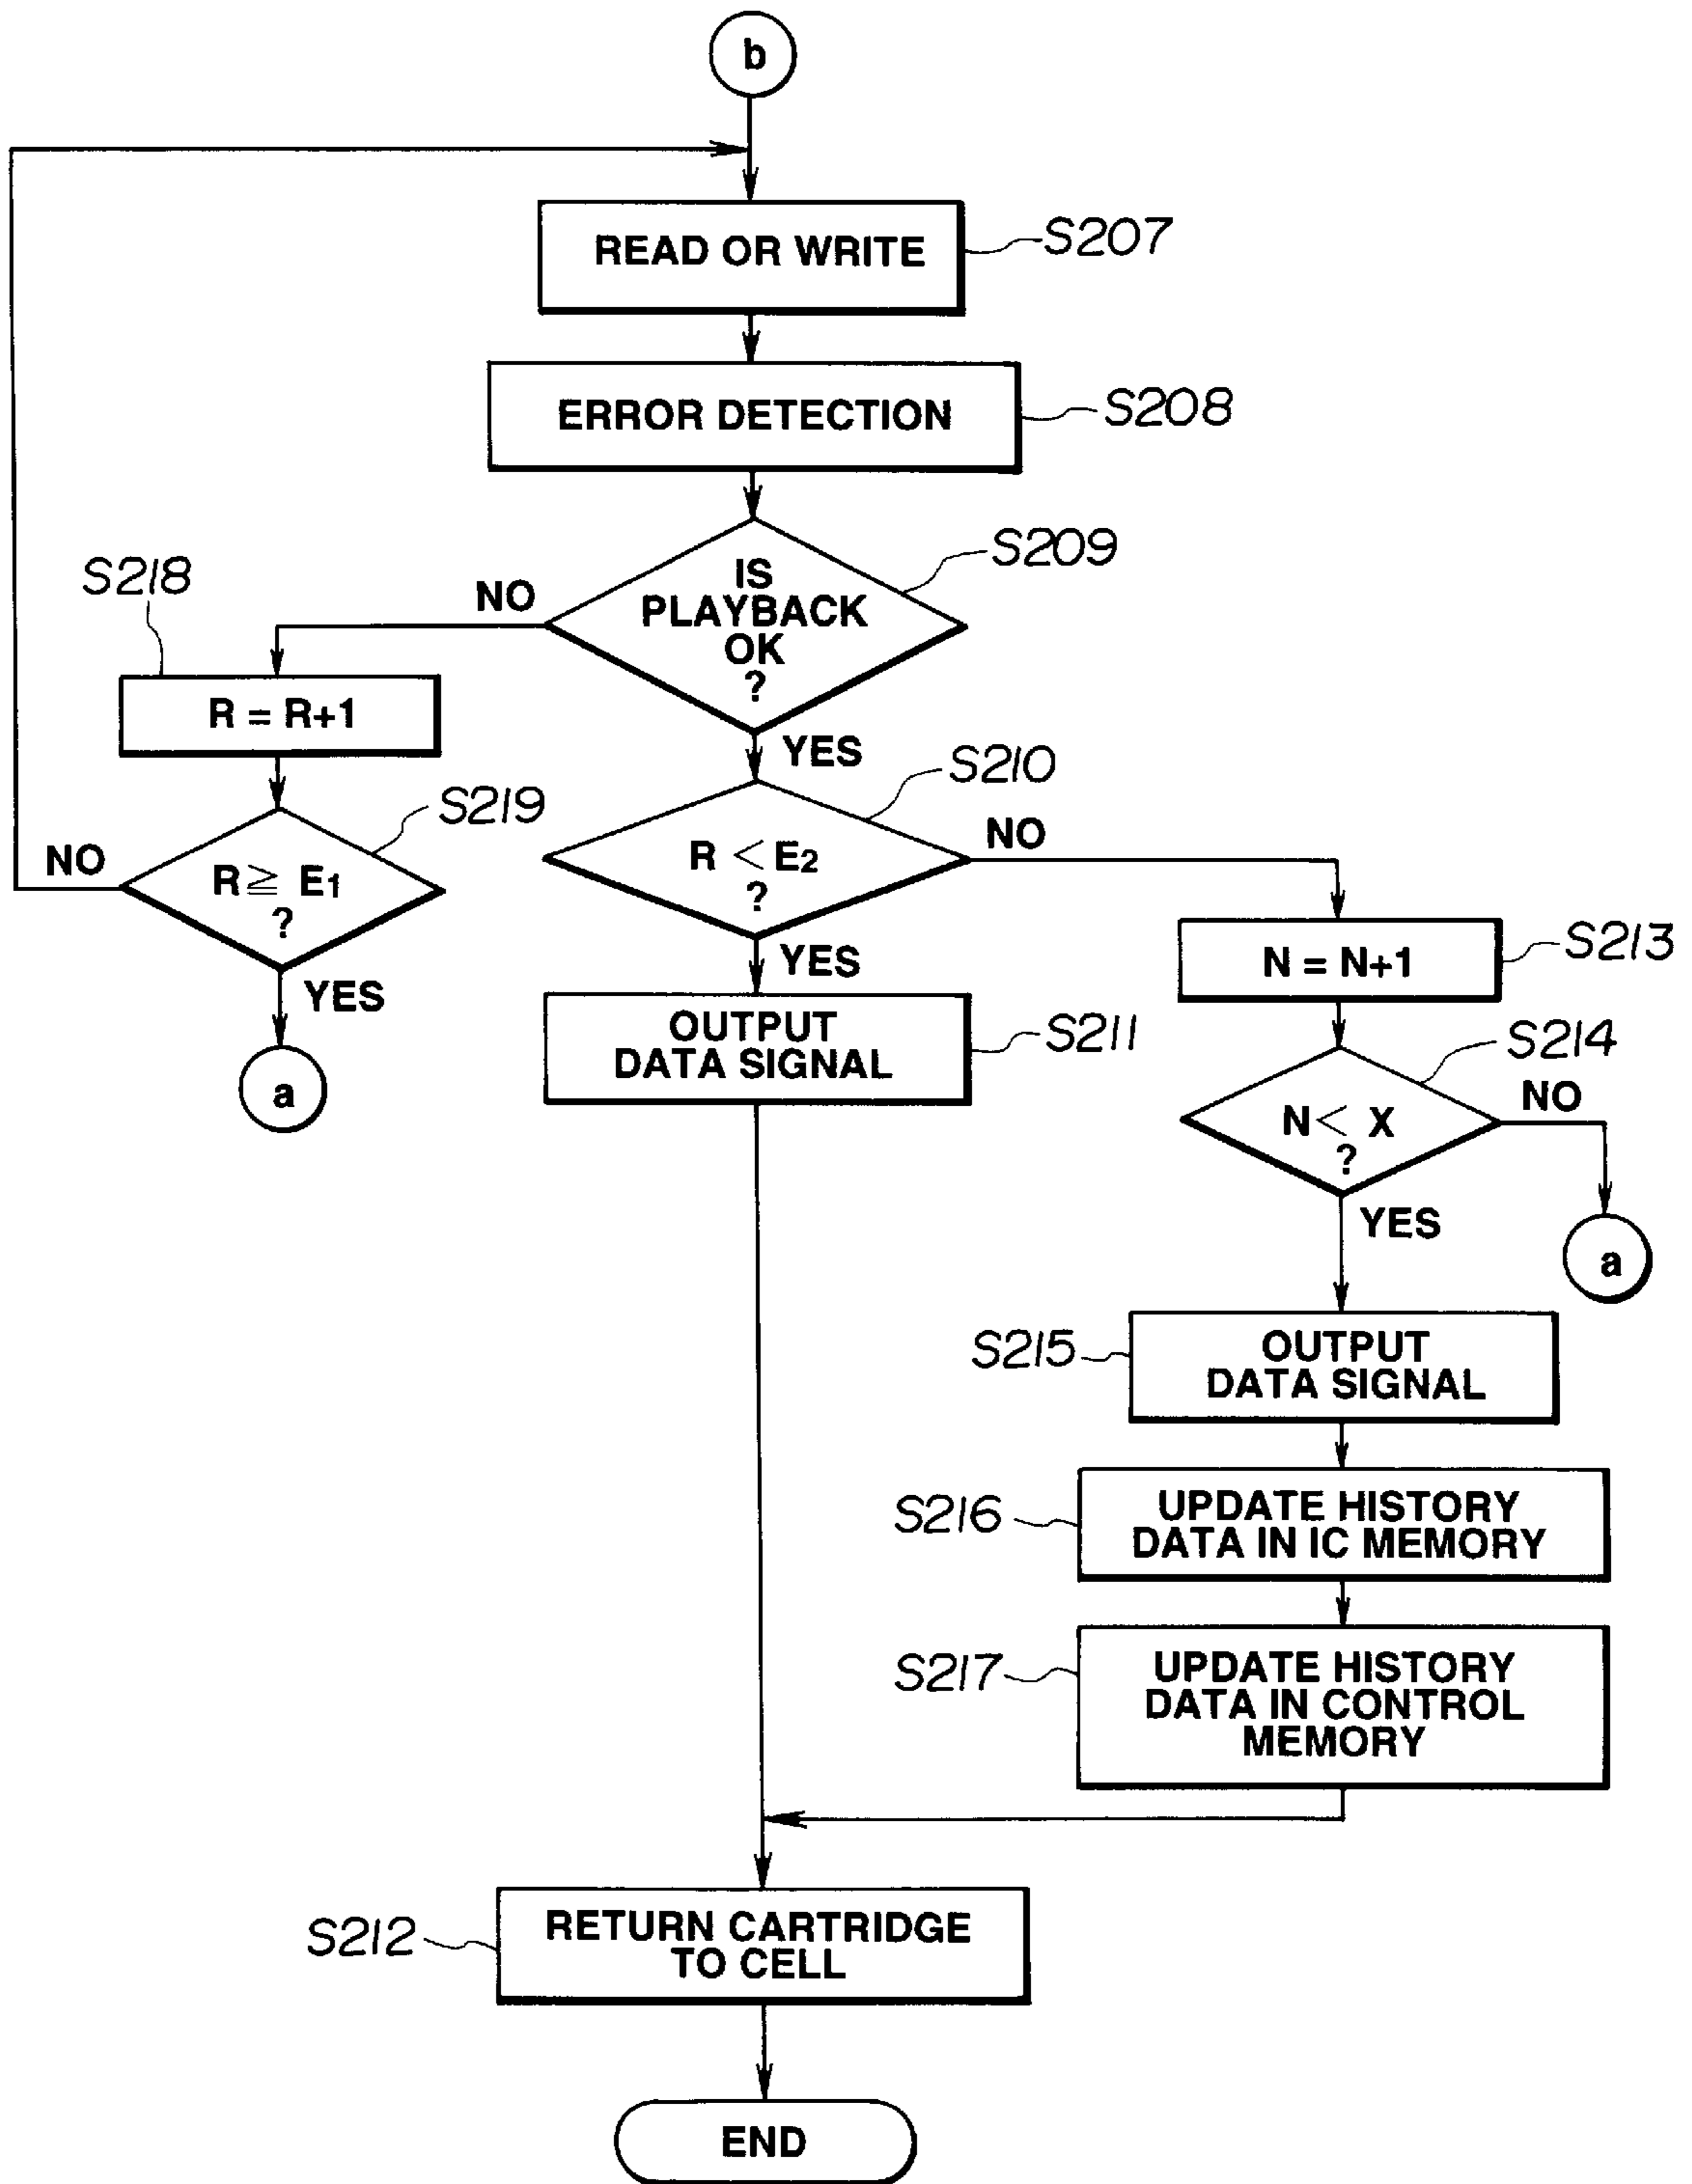 b
READ OR WRITE
S207
ERROR DETECTION
S208
IS
PLAYBACK
OK
?
S209
NO
S218
R = R+1
YES
S210
R < E2
?
NO
S219
R ≧ E1
?
NO
YES
a
YES
OUTPUT
DATA SIGNAL
S211
N = N+1
S213
S214
N < X
?
NO
a
YES
S215
OUTPUT
DATA SIGNAL
S216
UPDATE HISTORY
DATA IN IC MEMORY
S217
UPDATE HISTORY
DATA IN CONTROL
MEMORY
S212
RETURN CARTRIDGE
TO CELL
END